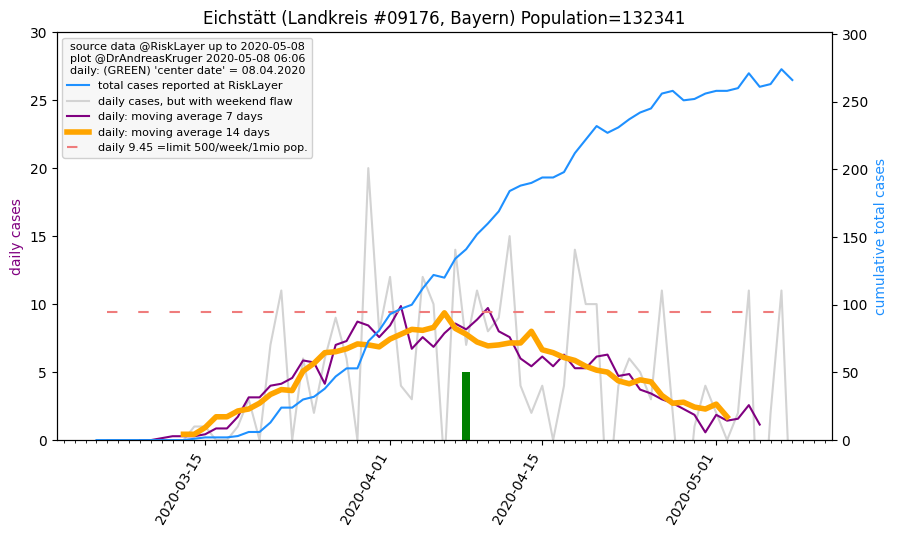 Eichstätt (Landkreis #09176, Bayern) Population=132341
source data @RiskLayer up to 2020-05-08
plot @DrAndreasKruger 2020-05-08 06:06
daily: (GREEN) 'center date' = 08.04.2020
total cases reported at RiskLayer
daily cases, but with weekend flaw
daily: moving average 7 days
daily: moving average 14 days
daily 9.45 =limit 500/week/1mio pop.
daily cases
30
25
20
15
10
5
0
300
250
200
150
100
50
0
cumulative total cases
2020-03-15
2020-04-01
2020-04-15
2020-05-01